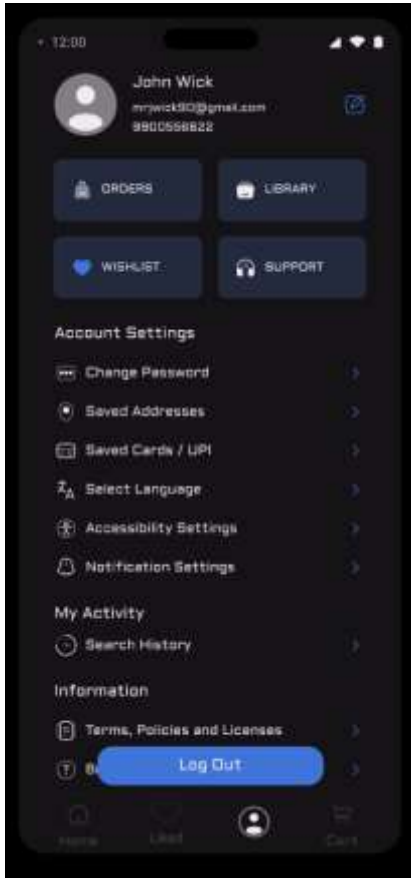 12:00
John Wick
mrjwick90@gmail.com
9900556622
ORDERS
LIBRARY
WISHLIST
SUPPORT
Account Settings
Change Password
Saved Addresses
Saved Cards / UPI
Select Language
Accessibility Settings
Notification Settings
My Activity
Search History
Information
Terms, Policies and Licenses
Log Out
Home
Liked
Cart